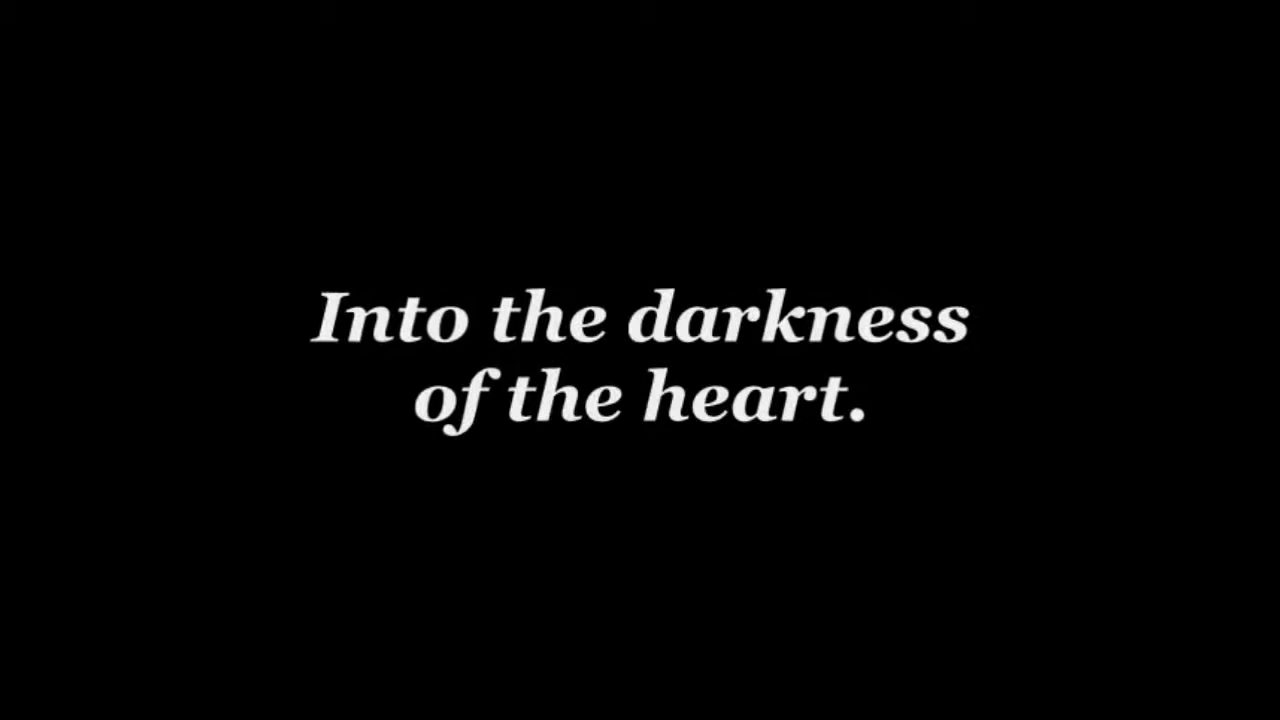 Into the darkness
of the heart.